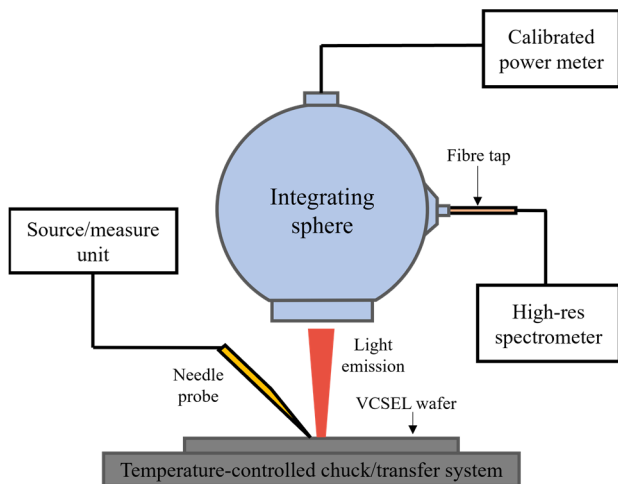 Calibrated
power meter
Fibre tap
Integrating
sphere
Source/measure
unit
High-res
spectrometer
Light
emission
Needle
probe
VCSEL wafer
Temperature-controlled chuck/transfer system